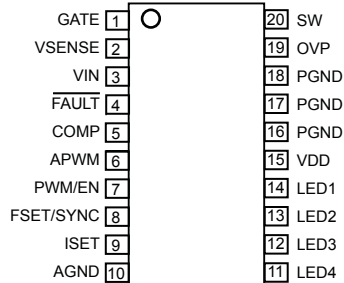 GATE 1 20 SW
VSENSE 2 19 OVP
VIN 3 18 PGND
FAULT 4 17 PGND
COMP 5 16 PGND
APWM 6 15 VDD
PWM/EN 7 14 LED1
FSET/SYNC 8 13 LED2
ISET 9 12 LED3
AGND 10 11 LED4